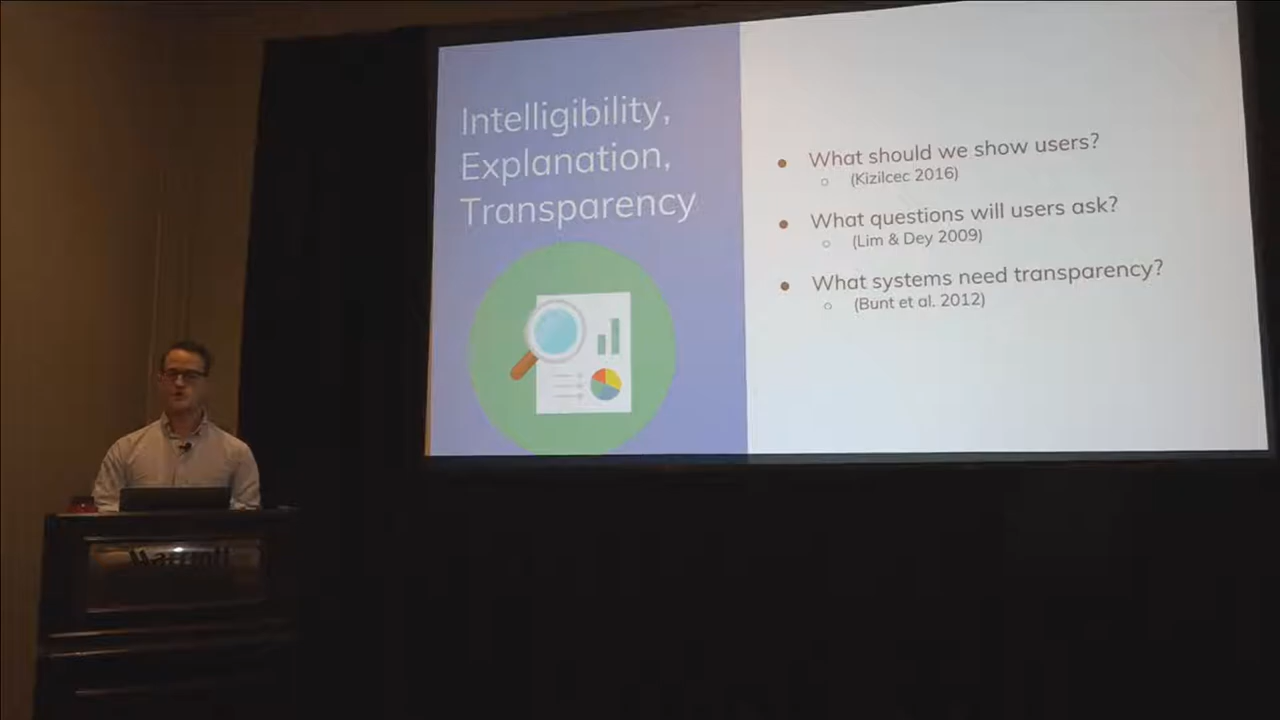 Intelligibility,
Explanation,
Transparency
● What should we show users?
○ (Kizilcec 2016)
● What questions will users ask?
○ (Lim & Dey 2009)
● What systems need transparency?
○ (Bunt et al. 2012)
Marriott